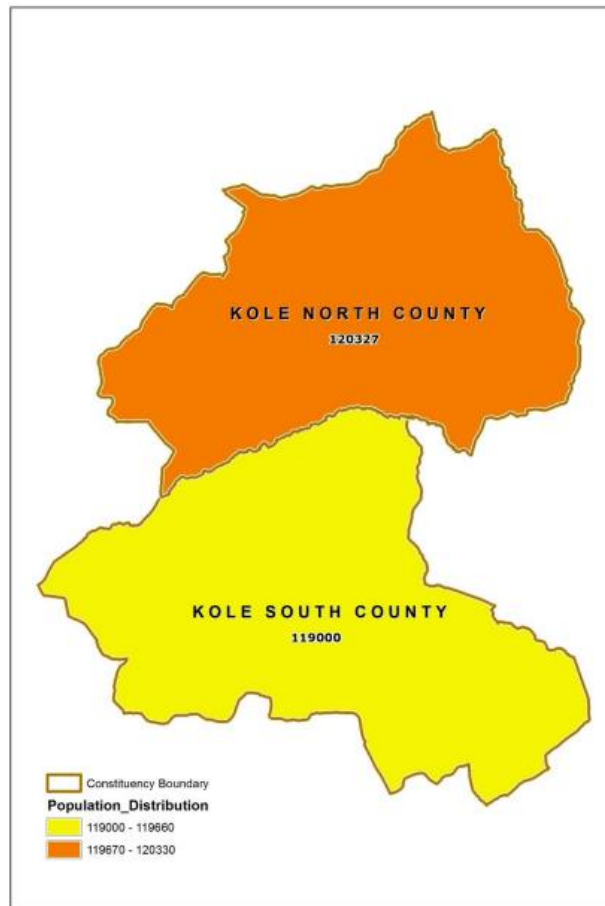 KOLE NORTH COUNTY
120327
KOLE SOUTH COUNTY
119000
Constituency Boundary
Population_Distribution
119000 - 119660
119670 - 120330